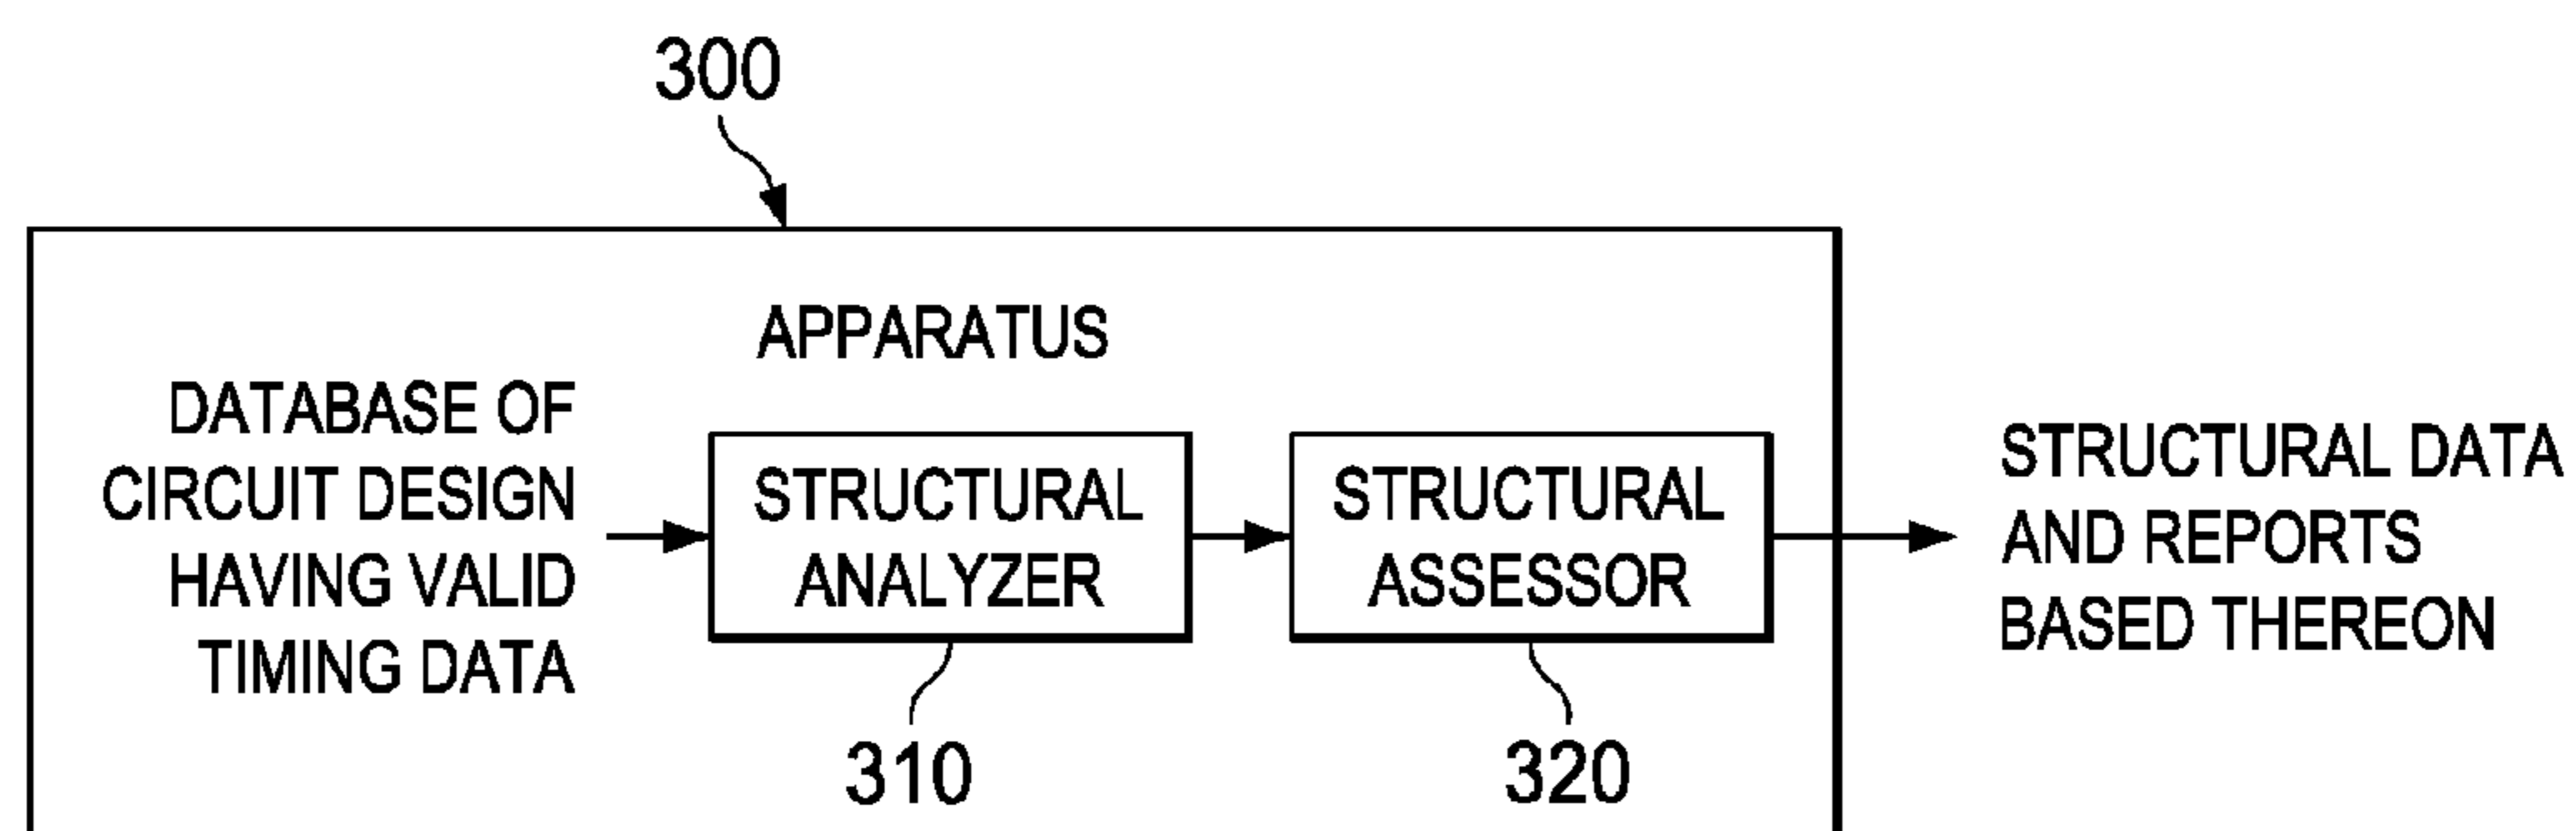 300
APPARATUS
DATABASE OF
CIRCUIT DESIGN
HAVING VALID
TIMING DATA
STRUCTURAL
ANALYZER
STRUCTURAL
ASSESSOR
STRUCTURAL DATA
AND REPORTS
BASED THEREON
310
320